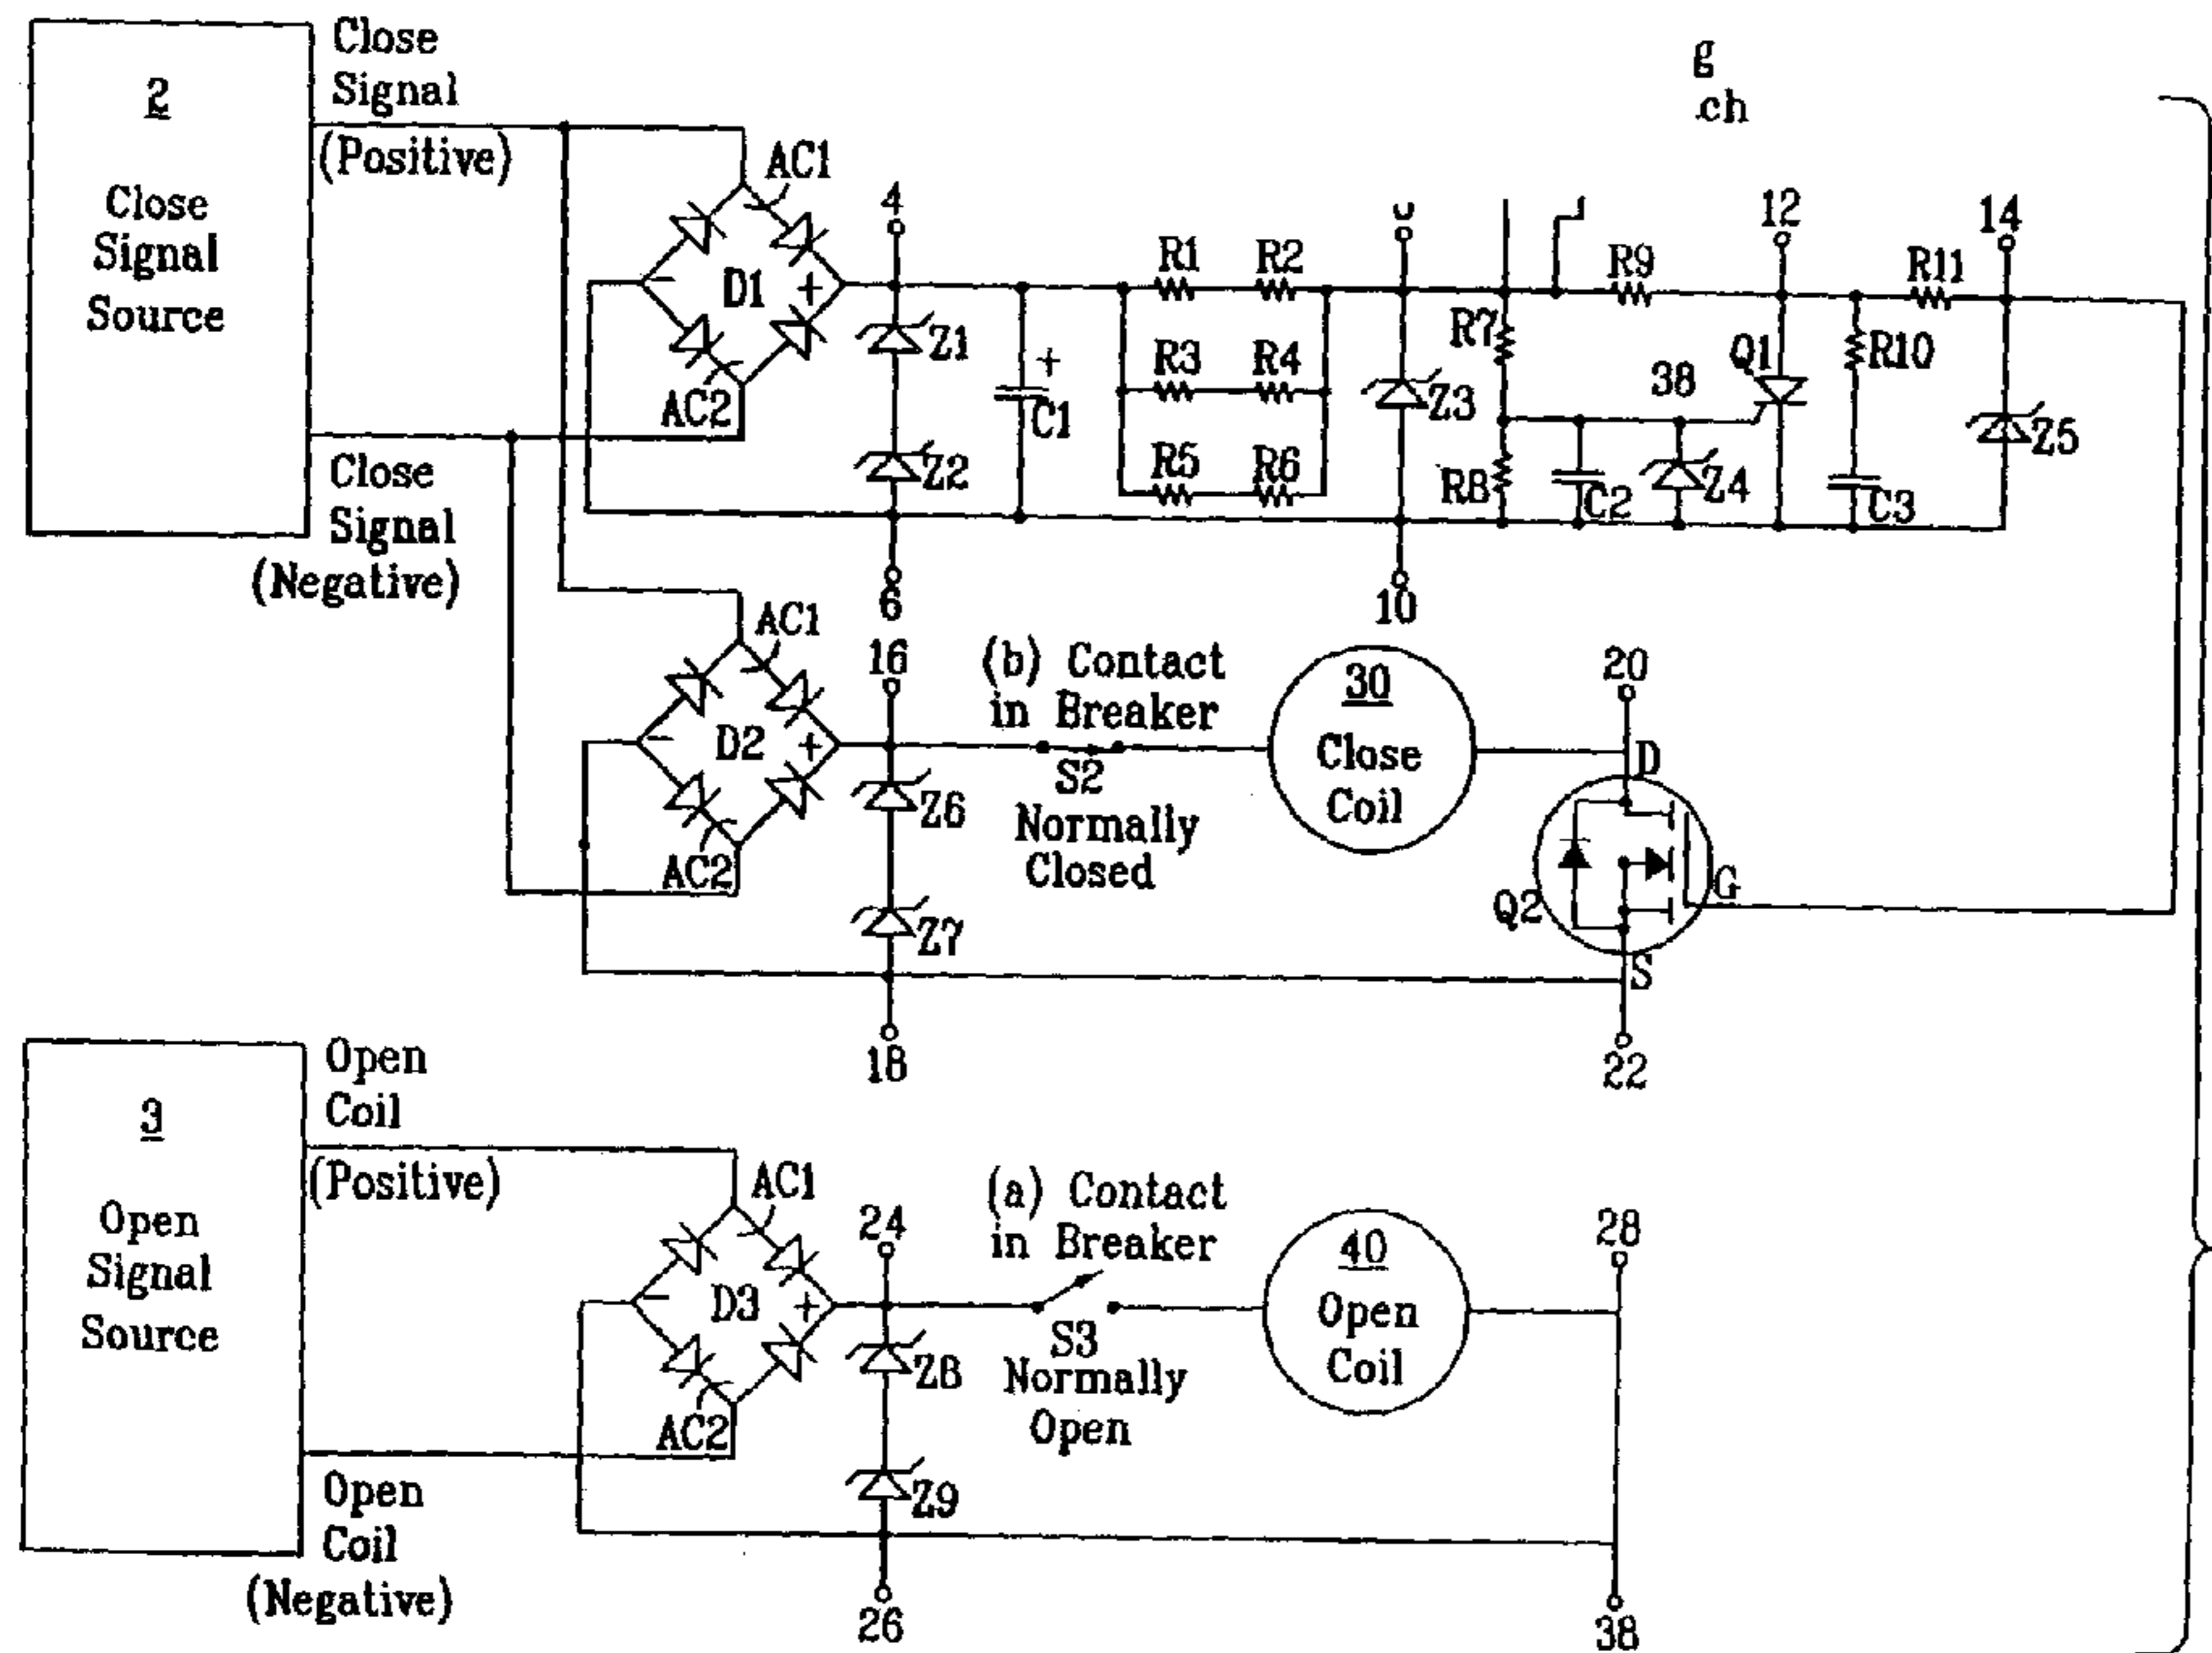 Close
Signal
(Positive)
2
Close
Signal
Source
Close
Signal
(Negative)
g
ch
AC1
D1
+
−
AC2
4
Z1
Z2
6
+
C1
R1
R2
R3
R4
R5
R6
Z3
10
R7
R8
38
C2
Z4
R9
12
Q1
R10
C3
R11
14
Z5
AC1
D2
+
−
AC2
16
Z6
Z7
18
(b) Contact
in Breaker
S2
Normally
Closed
30
Close
Coil
20
D
G
Q2
S
22
Open
Coil
(Positive)
3
Open
Signal
Source
Open
Coil
(Negative)
AC1
D3
+
−
AC2
24
Z8
Z9
26
(a) Contact
in Breaker
S3
Normally
Open
40
Open
Coil
28
38